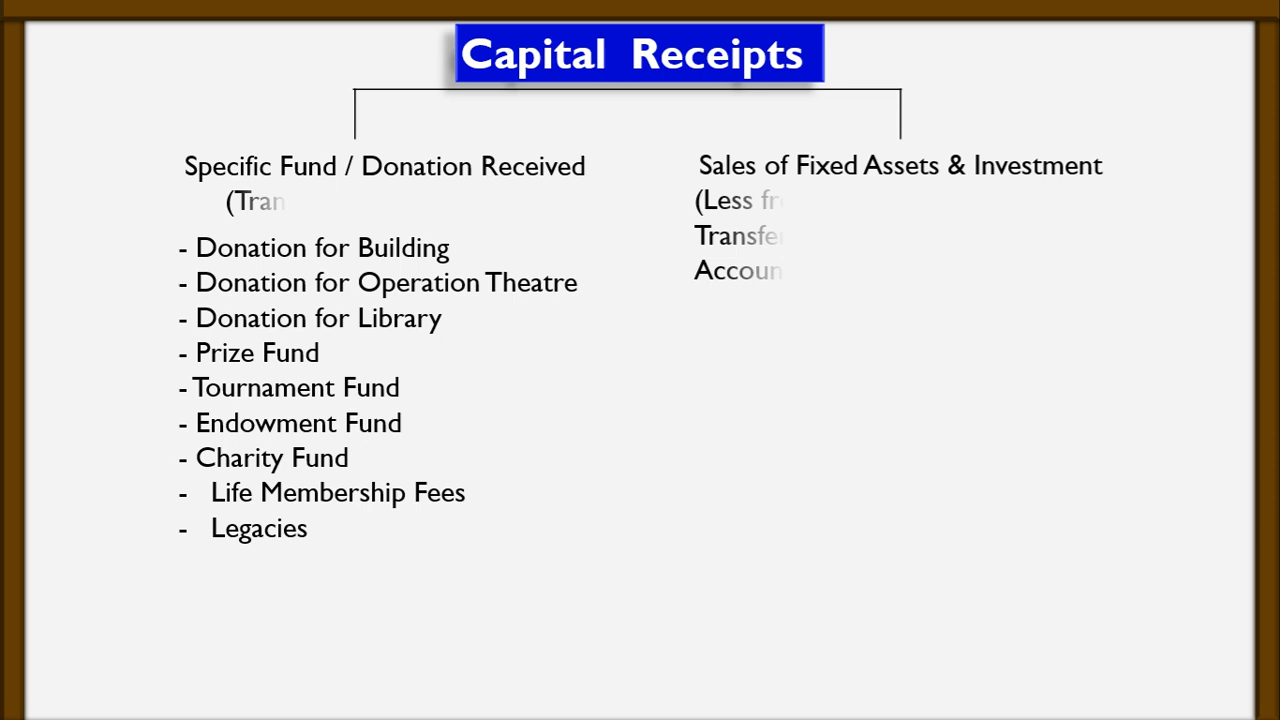 Capital Receipts
Specific Fund / Donation Received
- Donation for Building
- Donation for Operation Theatre
- Donation for Library
- Prize Fund
- Tournament Fund
- Endowment Fund
- Charity Fund
- Life Membership Fees
- Legacies
Sales of Fixed Assets & Investment
(Less